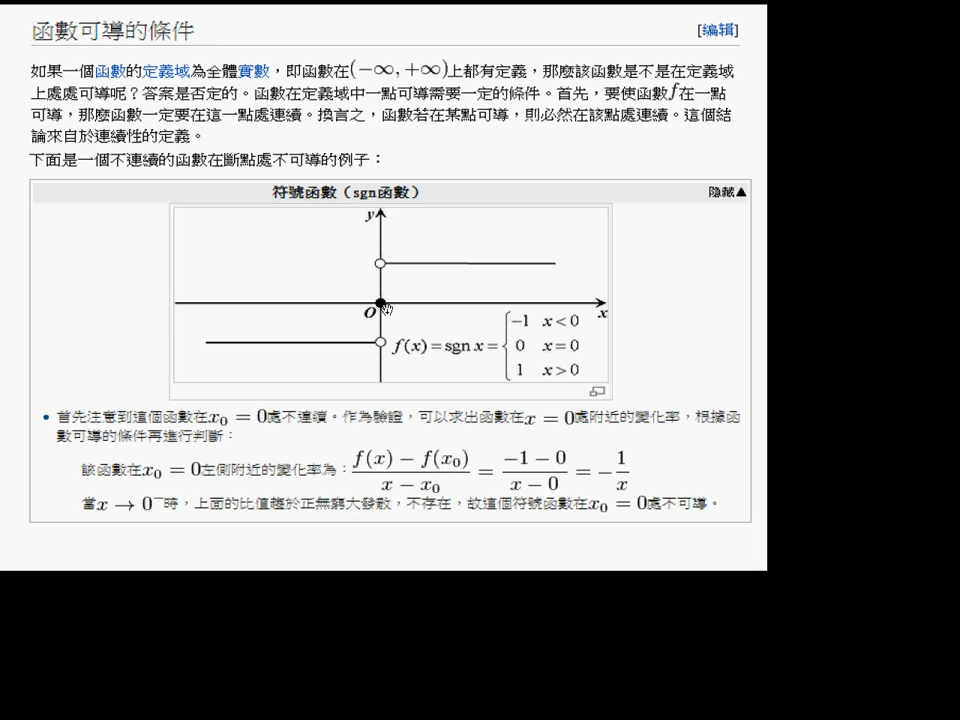 函數可導的條件 [编辑]
如果一個函數的定義域為全體實數，即函數在(−∞, +∞)上都有定義，那麼該函數是不是在定義域
上處處可導呢？答案是否定的。函數在定義域中一點可導需要一定的條件。首先，要使函數f在一點
可導，那麼函數一定要在這一點處連續。換言之，函數若在某點可導，則必然在該點處連續。這個結
論來自於連續性的定義。
下面是一個不連續的函數在斷點處不可導的例子：
符號函數（sgn函數） 隐藏▲
y
O x
f(x)=sgn x={ −1 x<0
0 x=0
1 x>0
• 首先注意到這個函數在x₀ = 0處不連續。作為驗證，可以求出函數在x = 0處附近的變化率，根據函
數可導的條件再進行判斷：
該函數在x₀ = 0左側附近的變化率為：(f(x) − f(x₀))/(x − x₀) = (−1 − 0)/(x − 0) = −1/x
當x → 0⁻時，上面的比值趨於正無窮大發散，不存在，故這個符號函數在x₀ = 0處不可導。